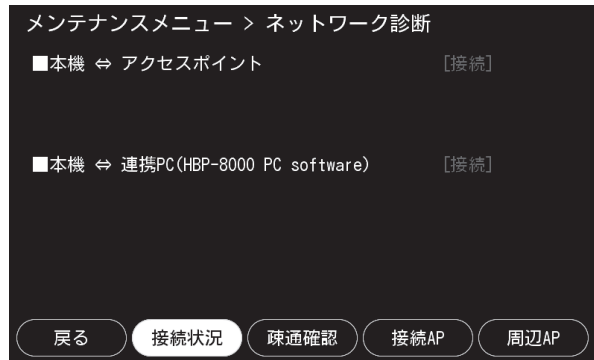 メンテナンスメニュー > ネットワーク診断
■本機 ⇔ アクセスポイント [接続]
■本機 ⇔ 連携PC(HBP-8000 PC software) [接続]
戻る 接続状況 疎通確認 接続AP 周辺AP